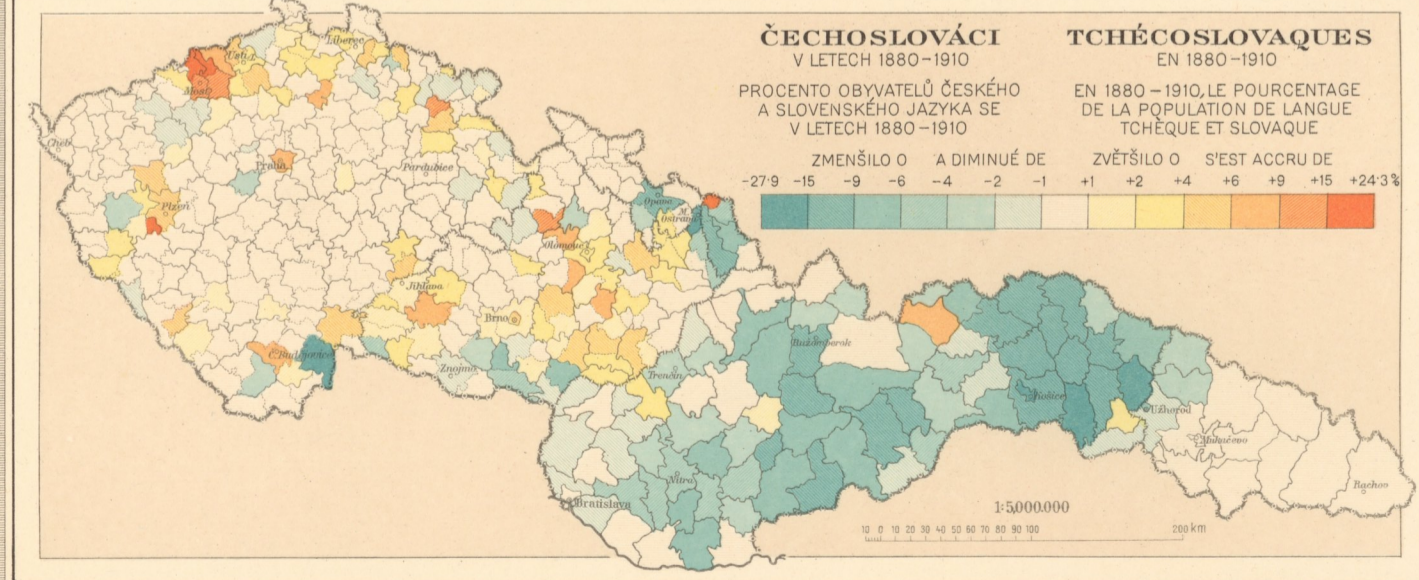 ČECHOSLOVÁCI
V LETECH 1880–1910
PROCENTO OBYVATELŮ ČESKÉHO
A SLOVENSKÉHO JAZYKA SE
V LETECH 1880–1910
TCHÉCOSLOVAQUES
EN 1880–1910
EN 1880–1910, LE POURCENTAGE
DE LA POPULATION DE LANGUE
TCHÈQUE ET SLOVAQUE
ZMENŠILO O A DIMINUÉ DE ZVĚTŠILO O S'EST ACCRU DE
-27·9 -15 -9 -6 -4 -2 -1 +1 +2 +4 +6 +9 +15 +24·3%
Liberec
Ústí
Most
Cheb
Praha
Pardubice
Plzeň
Opava
M. Ostrava
Olomouc
Jihlava
Brno
Č. Budějovice
Znojmo
Trenčín
Ružomberok
Košice
Užhorod
Mukačevo
Rachov
Nitra
Bratislava
1:5,000.000
10 0 10 20 30 40 50 60 70 80 90 100 200 km